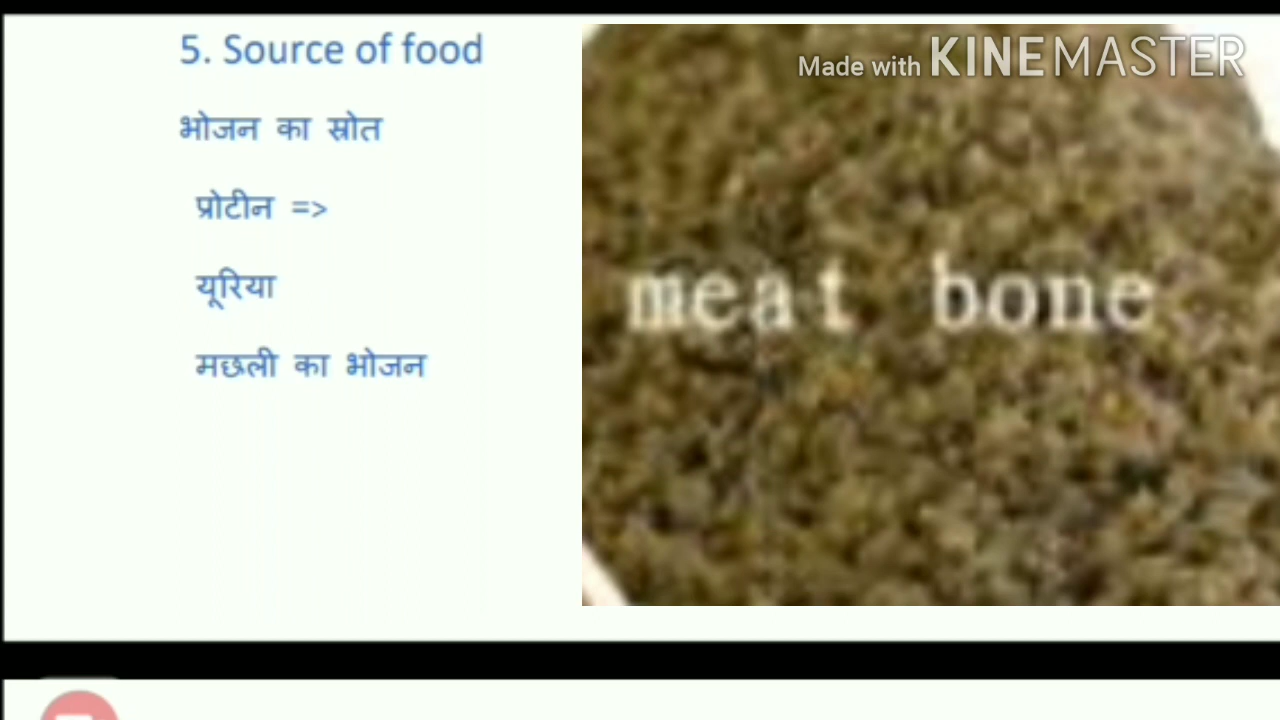 5. Source of food
Made with KINEMASTER
भोजन का स्रोत
प्रोटीन =>
यूरिया
meat bone
मछली का भोजन